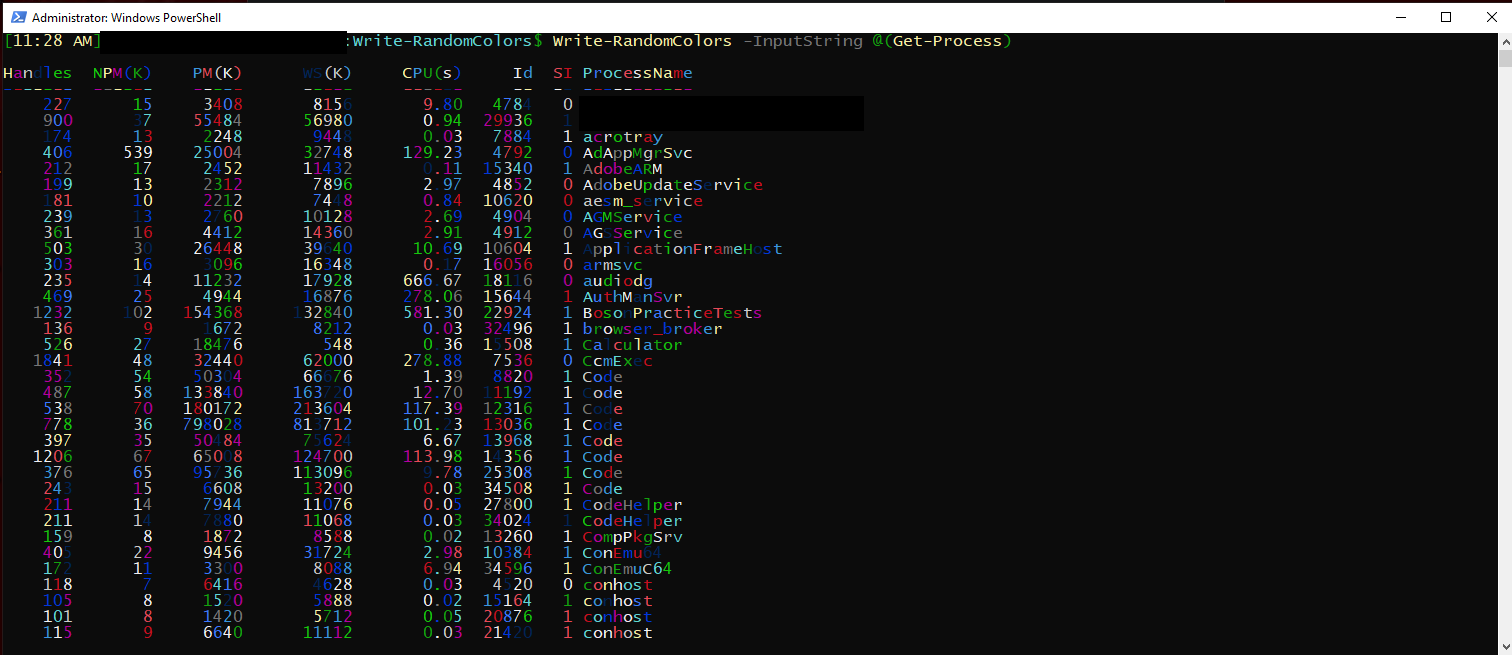 Administrator: Windows PowerShell
[11:28 AM] :Write-RandomColors$ Write-RandomColors -InputString @(Get-Process)
Handles NPM(K) PM(K) WS(K) CPU(s) Id SI ProcessName
------- ------ ----- ----- ------ -- -- -----------
227 15 3408 8156 9.80 4784 0
900 37 55484 56980 0.94 29936 1
174 13 2248 9448 0.03 7884 1 acrotray
406 539 25004 32748 129.23 4792 0 AdAppMgrSvc
212 17 2452 11432 0.11 15340 1 AdobeARM
199 13 2312 7896 2.97 4852 0 AdobeUpdateService
181 10 2212 7448 0.84 10620 0 aesm_service
239 13 2760 10128 2.69 4904 0 AGMService
361 16 4412 14360 2.91 4912 0 AGSService
503 30 26448 39640 10.69 10604 1 ApplicationFrameHost
303 16 3096 16348 0.17 16056 0 armsvc
235 14 11232 17928 666.67 18116 0 audiodg
469 25 4944 16876 278.06 15644 1 AuthManSvr
1232 102 154368 132840 581.30 22924 1 BosonPracticeTests
136 9 1672 8212 0.03 32496 1 browser_broker
526 27 18476 548 0.36 15508 1 Calculator
1841 48 32440 62000 278.88 7536 0 CcmExec
352 54 50304 66676 1.39 8820 1 Code
487 58 133840 163720 12.70 11192 1 Code
538 70 180172 213604 117.39 12316 1 Code
778 36 798028 813712 101.23 13036 1 Code
397 35 50484 75624 6.67 13968 1 Code
1206 67 65008 124700 113.98 14356 1 Code
376 65 95736 113096 9.78 25308 1 Code
243 15 6608 13200 0.03 34508 1 Code
211 14 7944 11076 0.05 27800 1 CodeHelper
211 14 7880 11068 0.03 34024 1 CodeHelper
159 8 1872 8588 0.02 13260 1 CompPkgSrv
405 22 9456 31724 2.98 10384 1 ConEmu64
172 11 3300 8088 6.94 34596 1 ConEmuC64
118 7 6416 4628 0.03 4520 0 conhost
105 8 1520 5888 0.02 15164 1 conhost
101 8 1420 5712 0.05 20876 1 conhost
115 9 6640 11112 0.03 21420 1 conhost